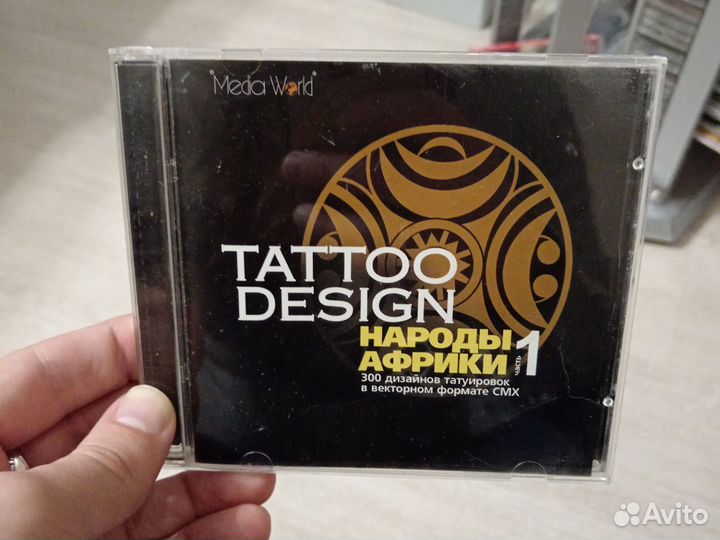 Media World
TATTOO
DESIGN
НАРОДЫ
АФРИКИ
часть 1
300 дизайнов татуировок
в векторном формате CMX
Avito